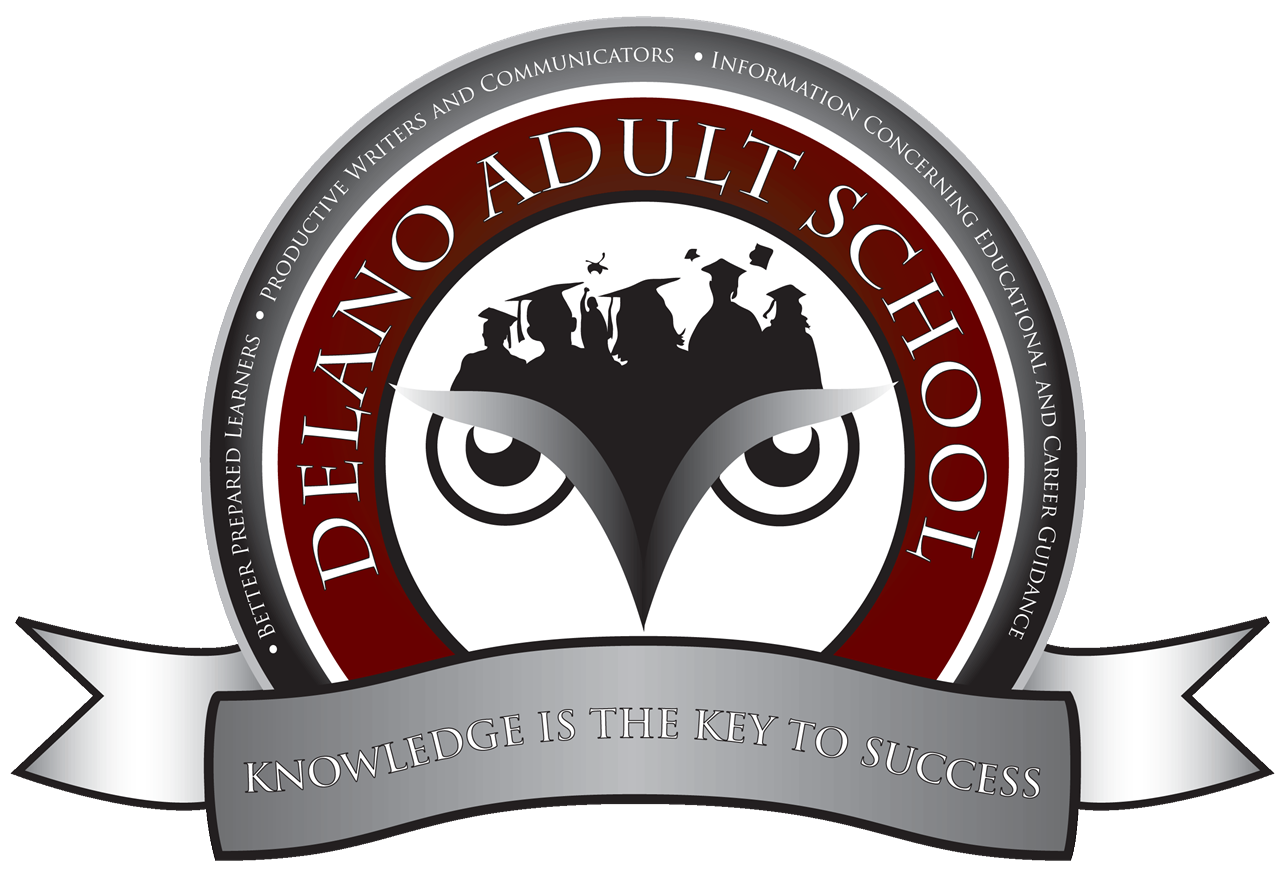 • Better Prepared Learners • Productive Writers and Communicators • Information Concerning Educational and Career Guidance
DELANO ADULT SCHOOL
KNOWLEDGE IS THE KEY TO SUCCESS